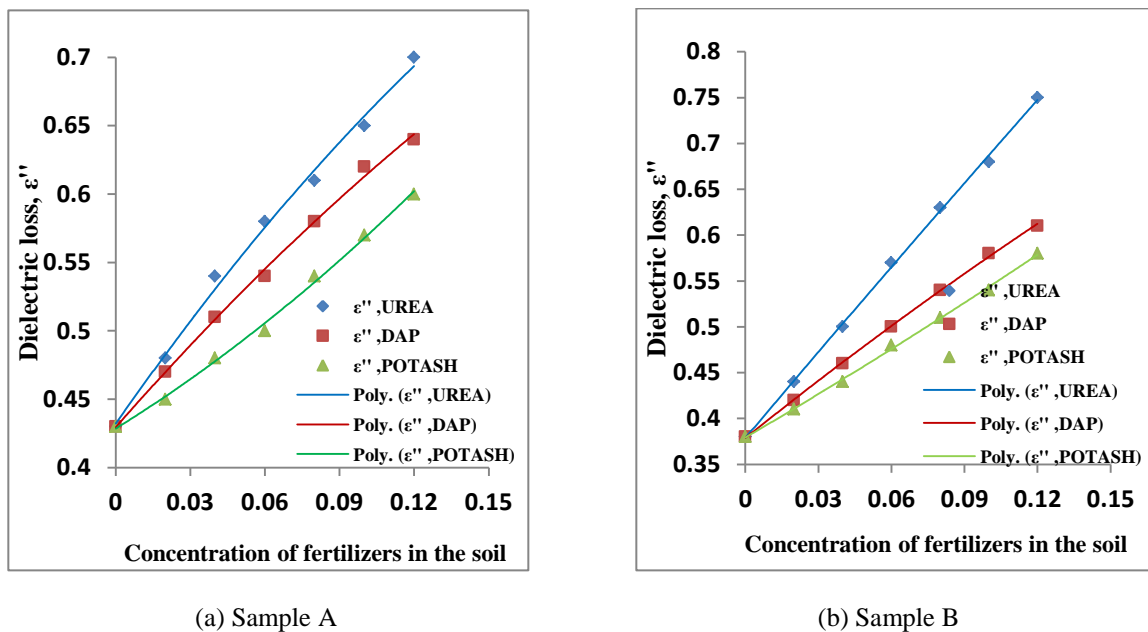 0.7
0.65
0.6
0.55
0.5
0.45
0.4
Dielectric loss, ε"
ε" ,UREA
ε" ,DAP
ε" ,POTASH
Poly. (ε" ,UREA)
Poly. (ε" ,DAP)
Poly. (ε" ,POTASH)
0 0.03 0.06 0.09 0.12 0.15
Concentration of fertilizers in the soil
(a) Sample A
0.8
0.75
0.7
0.65
0.6
0.55
0.5
0.45
0.4
0.35
Dielectric loss, ε"
ε" ,UREA
ε" ,DAP
ε" ,POTASH
Poly. (ε" ,UREA)
Poly. (ε" ,DAP)
Poly. (ε" ,POTASH)
0 0.03 0.06 0.09 0.12 0.15
Concentration of fertilizers in the soil
(b) Sample B